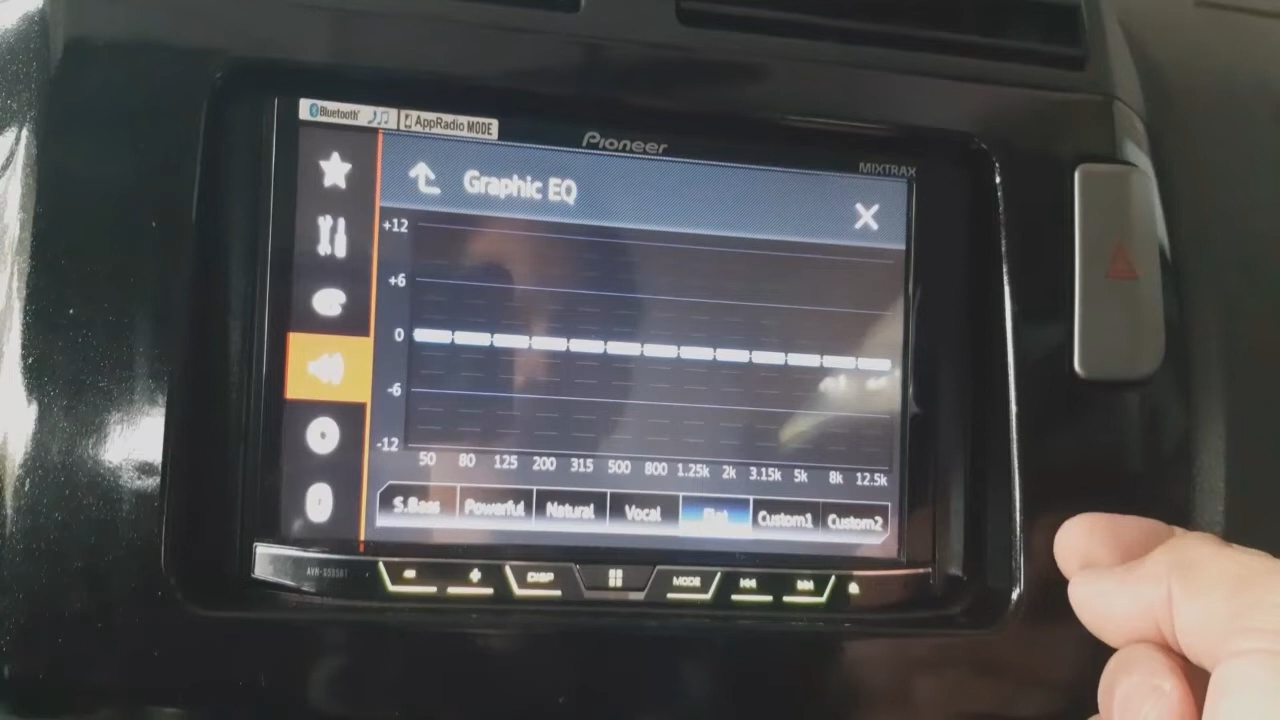 Bluetooth AppRadio MODE
Pioneer
MIXTRAX
Graphic EQ
+12
+6
0
-6
-12
50 80 125 200 315 500 800 1.25k 2k 3.15k 5k 8k 12.5k
S.Bass Powerful Natural Vocal Flat Custom1 Custom2
DISP MODE